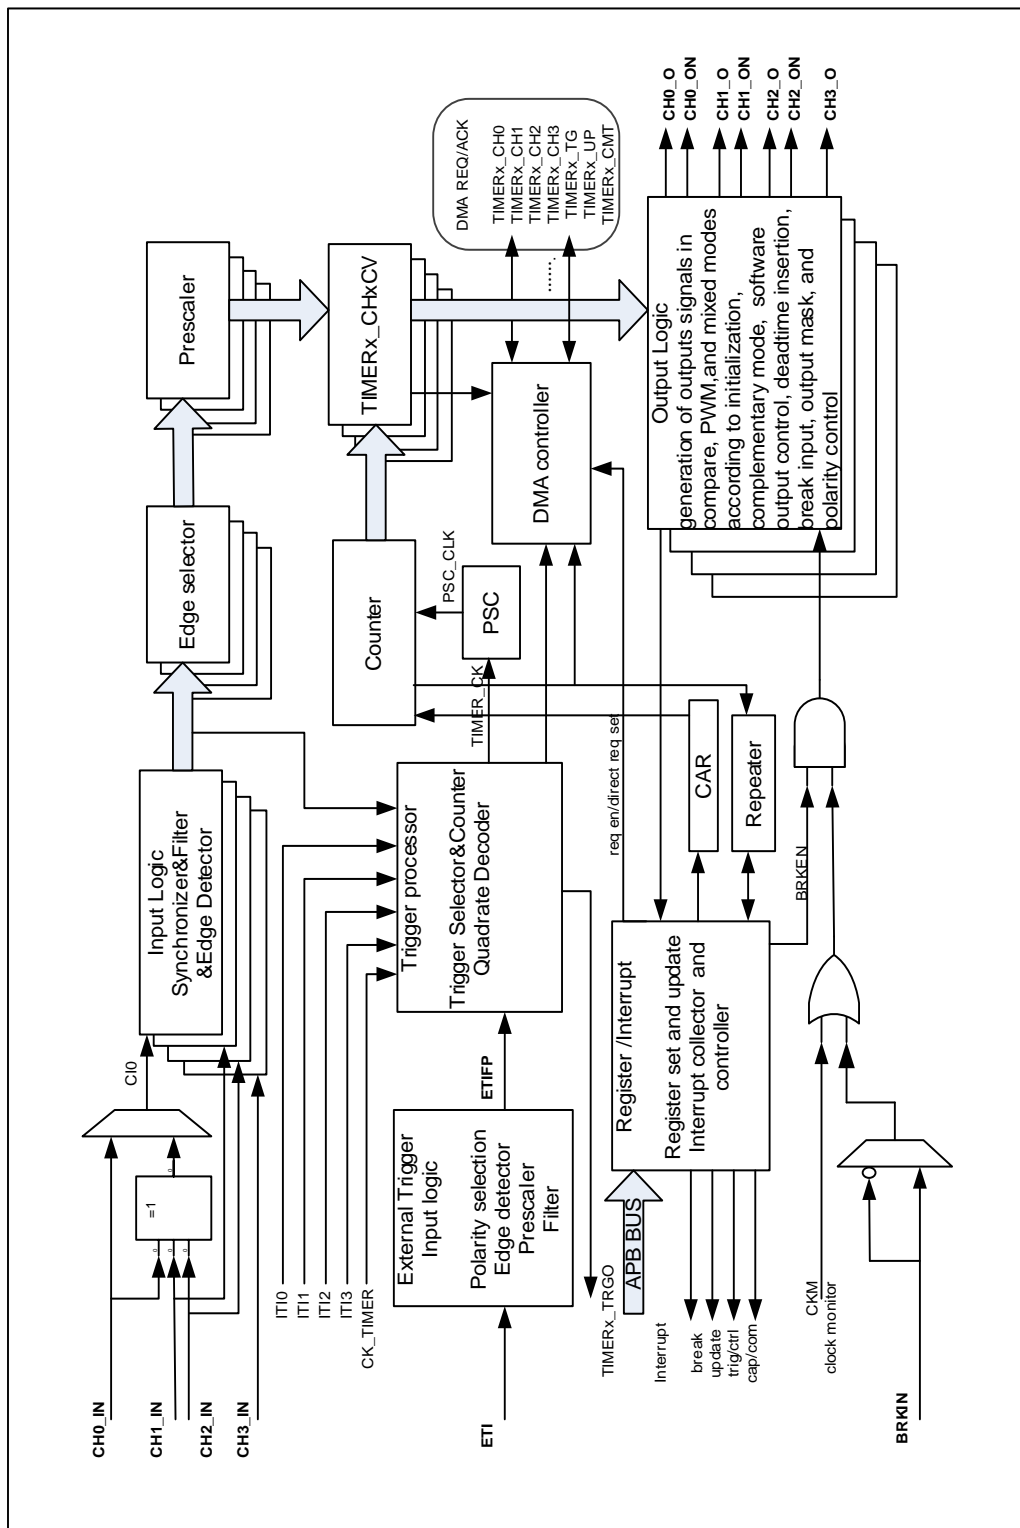 CH0_IN
CH1_IN
CH2_IN
CH3_IN
=1
CI0
Input Logic
Synchronizer&Filter
&Edge Detector
Edge selector
Prescaler
ITI0
ITI1
ITI2
ITI3
CK_TIMER
Trigger processor
Trigger Selector&Counter
Quadrate Decoder
TIMER_CK
PSC
PSC_CLK
Counter
TIMERx_CHxCV
ETI
External Trigger
Input logic
Polarity selection
Edge detector
Prescaler
Filter
ETIFP
TIMERx_TRGO
DMA controller
DMA REQ/ACK
TIMERx_CH0
TIMERx_CH1
TIMERx_CH2
TIMERx_CH3
TIMERx_TG
TIMERx_UP
TIMERx_CMT
.......
req en/direct req set
APB BUS
Register /Interrupt
Register set and update
Interrupt collector and
controller
Interrupt
break
update
trig/ctrl
cap/com
CAR
Repeater
BRKEN
CKM
clock monitor
BRKIN
Output Logic
generation of outputs signals in
compare, PWM,and mixed modes
according to initialization,
complementary mode, software
output control, deadtime insertion,
break input, output mask, and
polarity control
CH0_O
CH0_ON
CH1_O
CH1_ON
CH2_O
CH2_ON
CH3_O